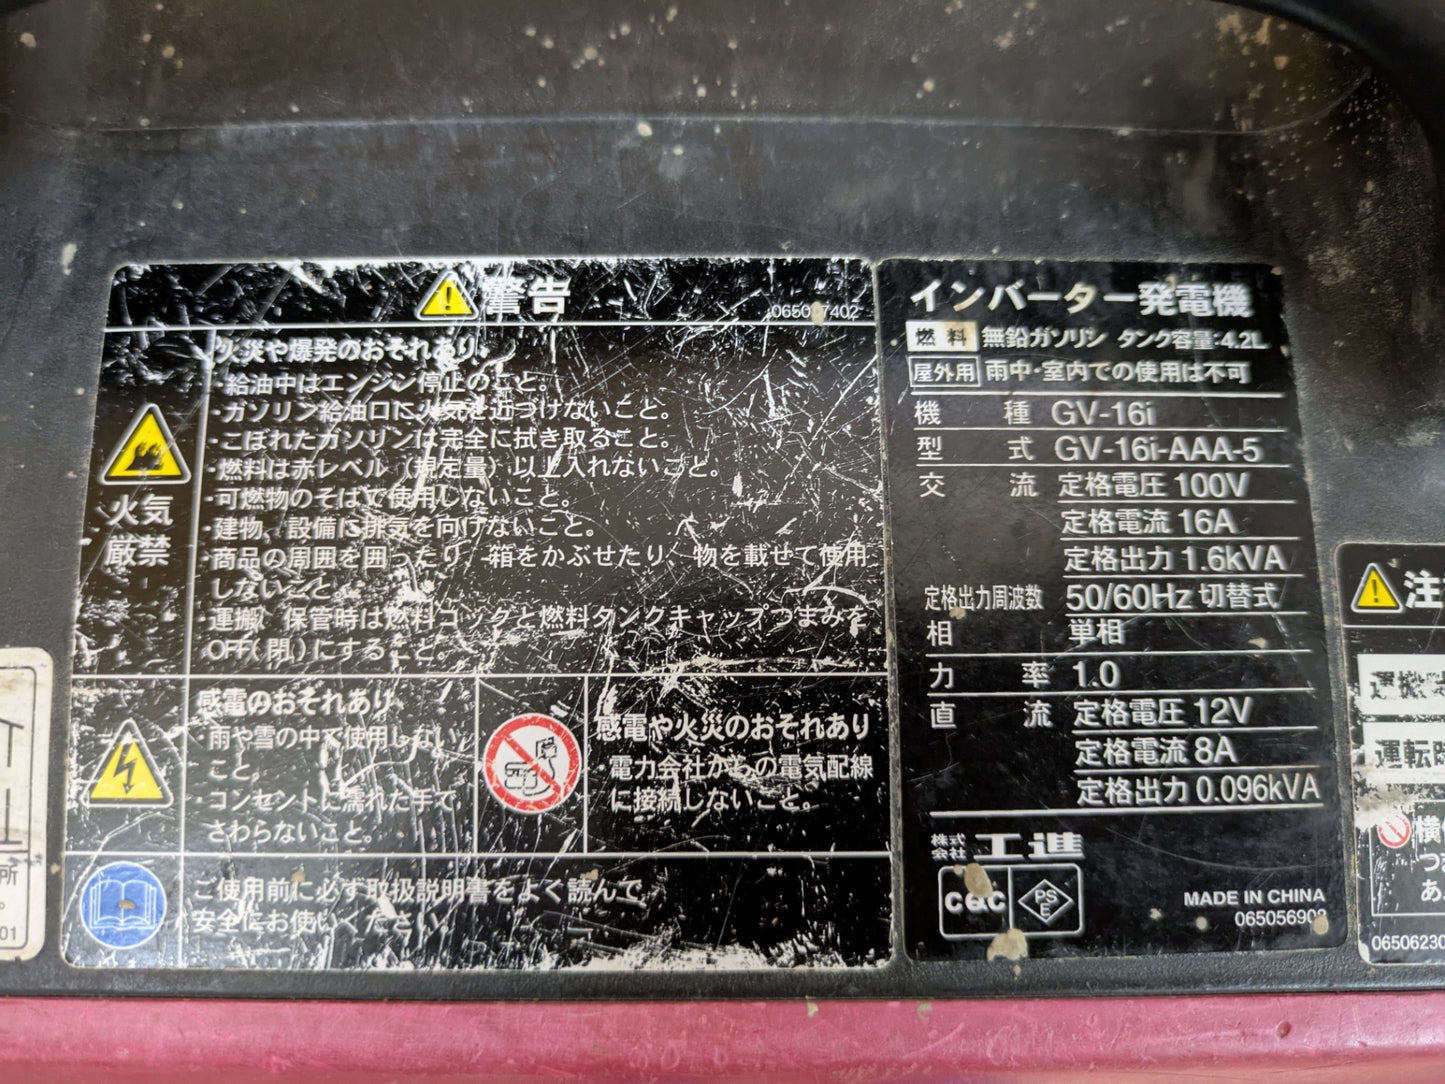 警告
065097402
火災や爆発のおそれあり
・給油中はエンジン停止のこと。
・ガソリン給油口に火気を近づけないこと。
・こぼれたガソリンは完全に拭き取ること。
・燃料は赤レベル（規定量）以上入れないこと。
・可燃物のそばで使用しないこと。
・建物、設備に排気を向けないこと。
・商品の周囲を囲ったり、箱をかぶせたり、物を載せて使用
しないこと。
・運搬、保管時は燃料コックと燃料タンクキャップつまみを
OFF(閉)にすること。
火気
厳禁
感電のおそれあり
・雨や雪の中で使用しない
こと。
・コンセントに濡れた手で
さわらないこと。
感電や火災のおそれあり
電力会社からの電気配線
に接続しないこと。
ご使用前に必ず取扱説明書をよく読んで
安全にお使いください。
インバーター発電機
燃料 無鉛ガソリン タンク容量:4.2L
屋外用 雨中・室内での使用は不可
機種 GV-16i
型式 GV-16i-AAA-5
交流 定格電圧 100V
定格電流 16A
定格出力 1.6kVA
定格出力周波数 50/60Hz 切替式
相 単相
力率 1.0
直流 定格電圧 12V
定格電流 8A
定格出力 0.096kVA
株式会社 工進
PSE
MADE IN CHINA
065056908
注
運転時
横
つ
あ
0650623
所
。
01